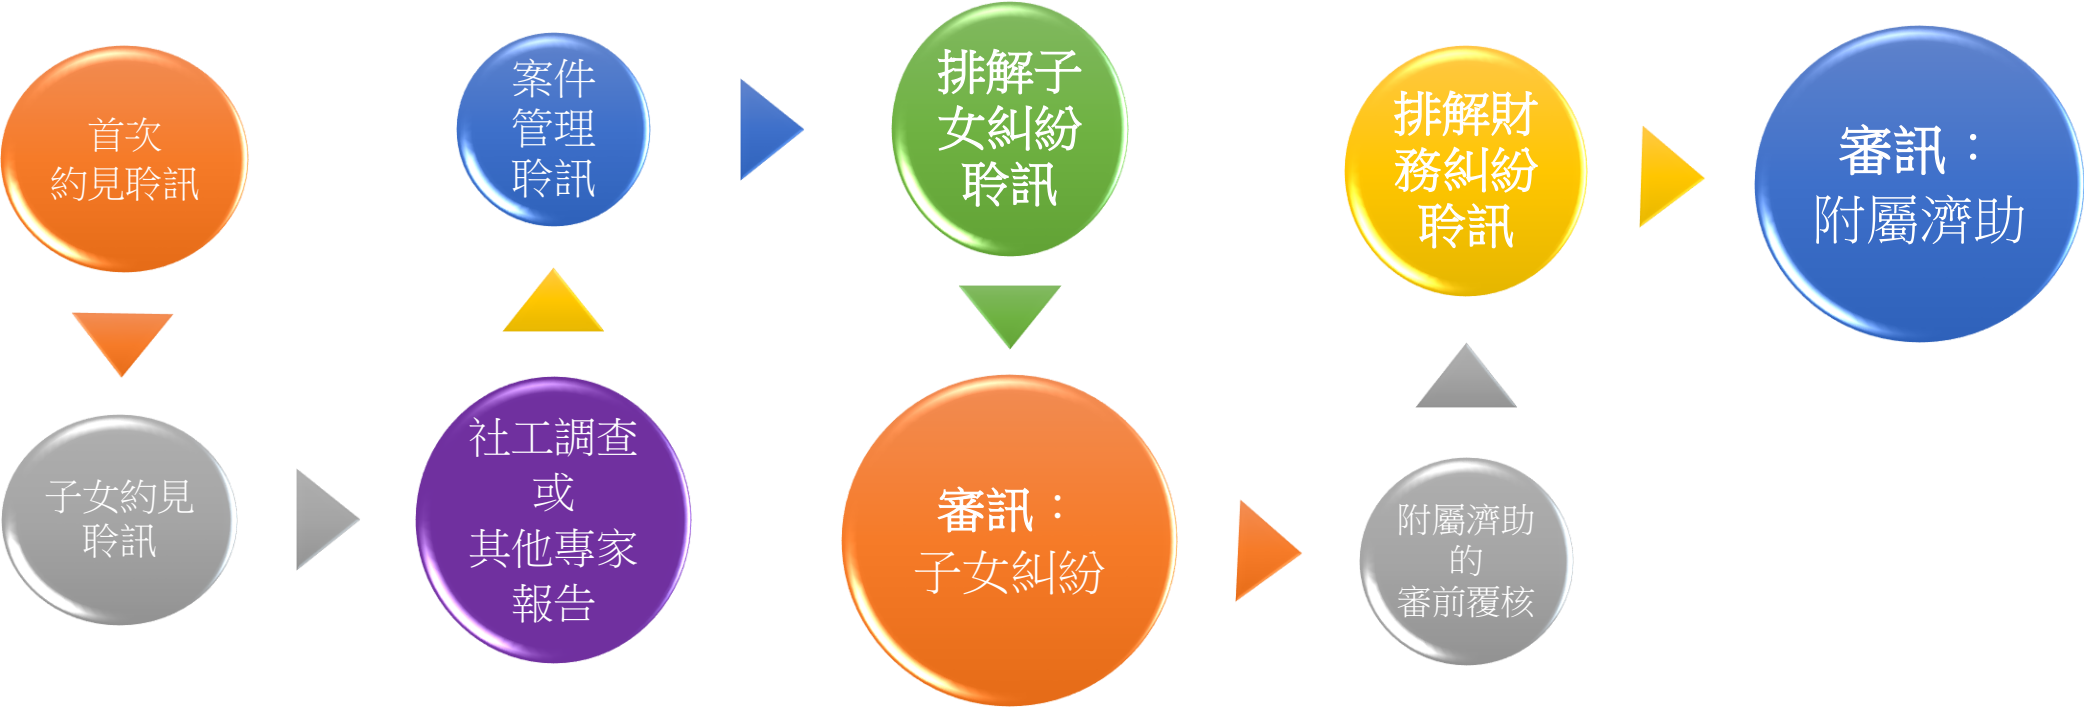 首次
約見聆訊
子女約見
聆訊
社工調查
或
其他專家
報告
案件
管理
聆訊
排解子
女糾紛
聆訊
審訊：
子女糾紛
附屬濟助
的
審前覆核
排解財
務糾紛
聆訊
審訊：
附屬濟助